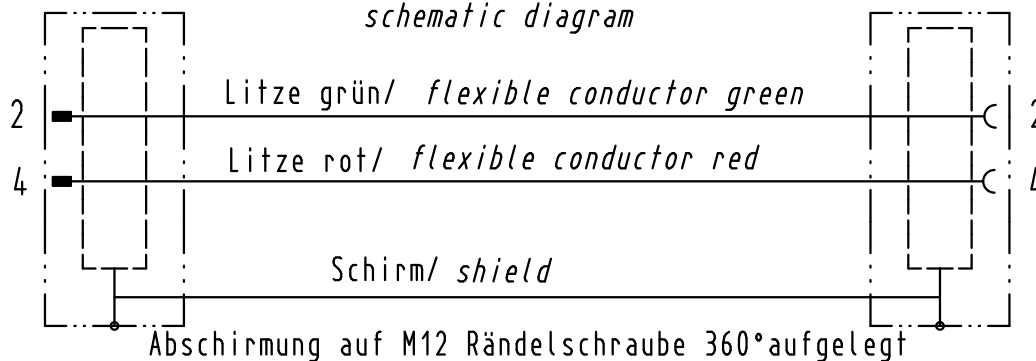 schematic diagram
Litze grün/ flexible conductor green
2 2
Litze rot/ flexible conductor red
4
Schirm/ shield
Abschirmung auf M12 Rändelschraube 360° aufgelegt